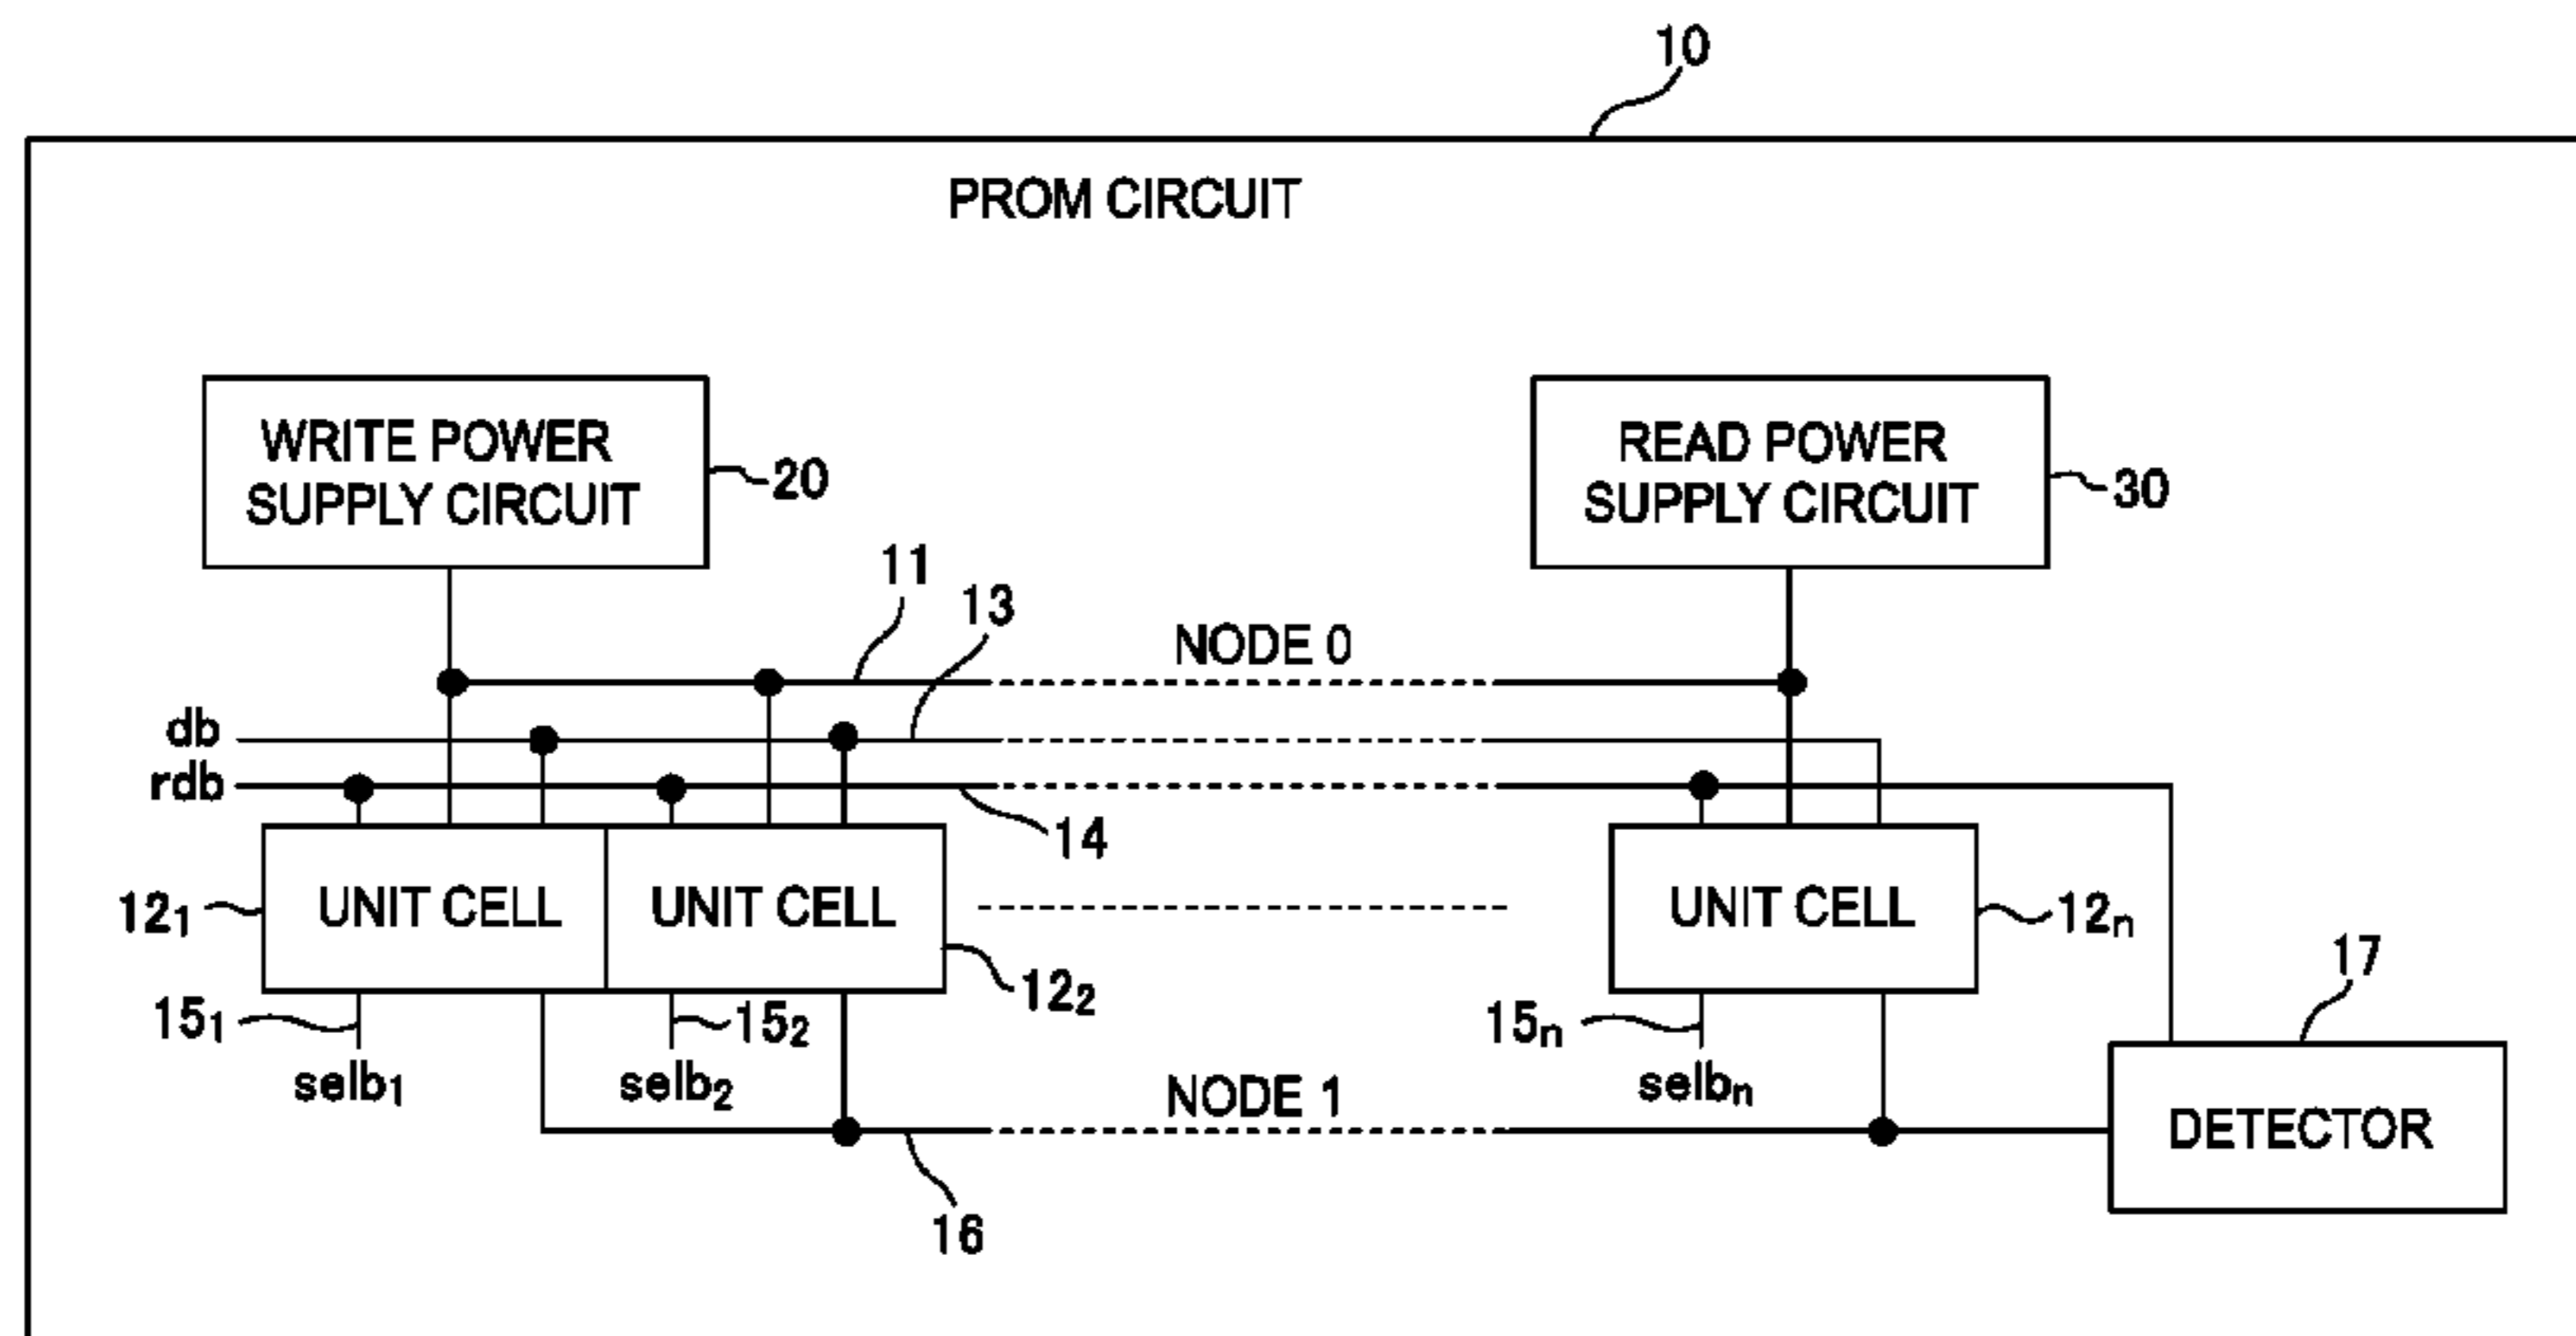 10
PROM CIRCUIT
WRITE POWER
SUPPLY CIRCUIT
20
READ POWER
SUPPLY CIRCUIT
30
11
13
NODE 0
db
rdb
14
12₁
UNIT CELL
UNIT CELL
12₂
UNIT CELL
12ₙ
17
15₁
15₂
15ₙ
selb₁
selb₂
selbₙ
NODE 1
DETECTOR
16